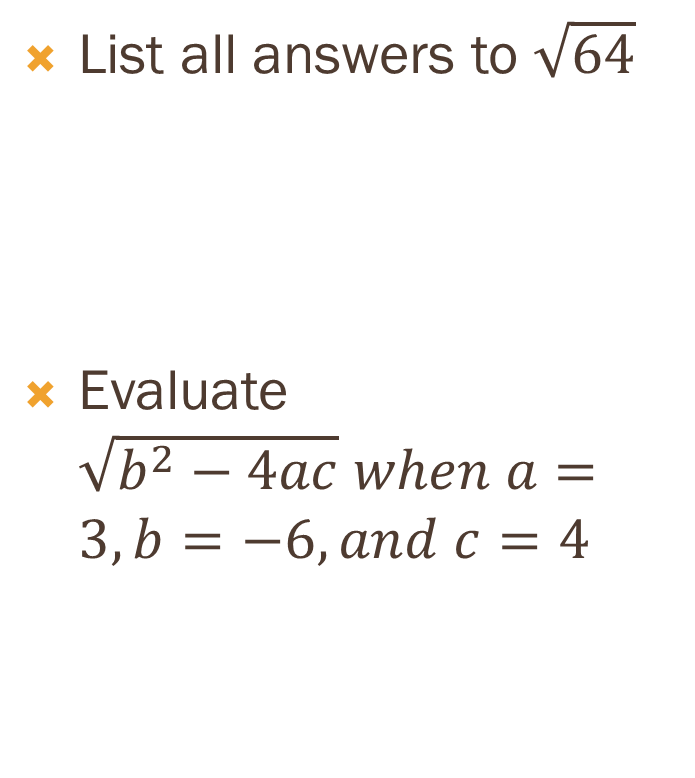 List all answers to √64
Evaluate
√b² − 4ac when a =
3, b = −6, and c = 4